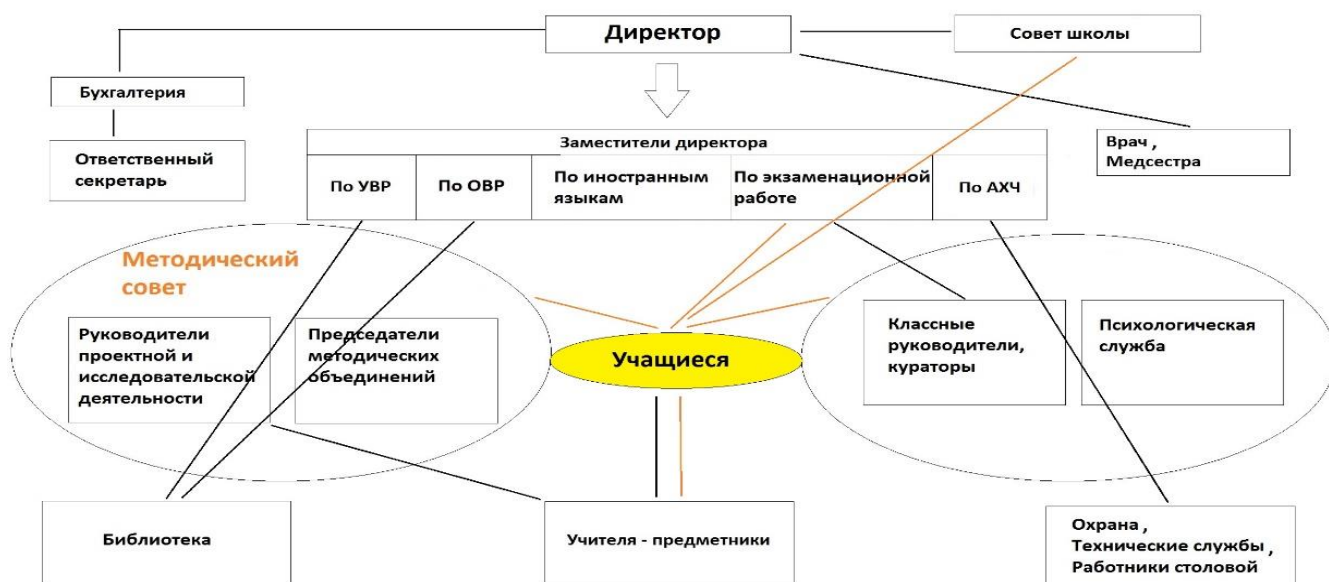 Директор
Совет школы
Бухгалтерия
Ответственный
секретарь
Врач ,
Медсестра
Заместители директора
По УВР
По ОВР
По иностранным
языкам
По экзаменационной
работе
По АХЧ
Методический
совет
Руководители
проектной и
исследовательской
деятельности
Председатели
методических
объединений
Учащиеся
Классные
руководители,
кураторы
Психологическая
служба
Библиотека
Учителя - предметники
Охрана ,
Технические службы ,
Работники столовой